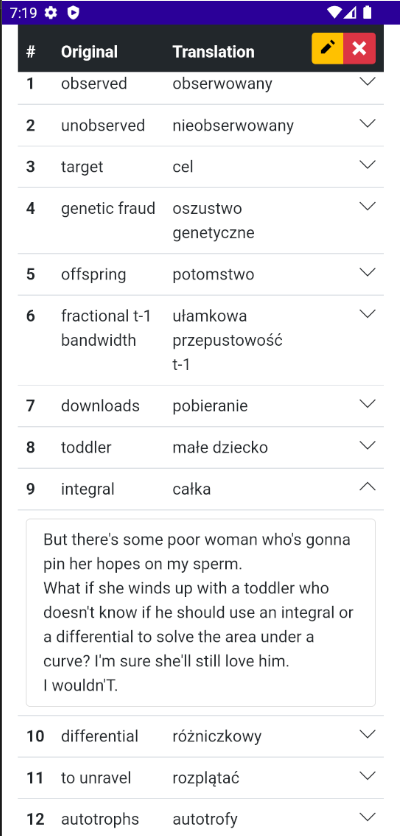 7:19
# Original Translation
1 observed obserwowany
2 unobserved nieobserwowany
3 target cel
4 genetic fraud oszustwo
genetyczne
5 offspring potomstwo
6 fractional t-1 ułamkowa
bandwidth przepustowość
t-1
7 downloads pobieranie
8 toddler małe dziecko
9 integral całka
But there's some poor woman who's gonna
pin her hopes on my sperm.
What if she winds up with a toddler who
doesn't know if he should use an integral or
a differential to solve the area under a
curve? I'm sure she'll still love him.
I wouldn'T.
10 differential różniczkowy
11 to unravel rozplątać
12 autotrophs autotrofy